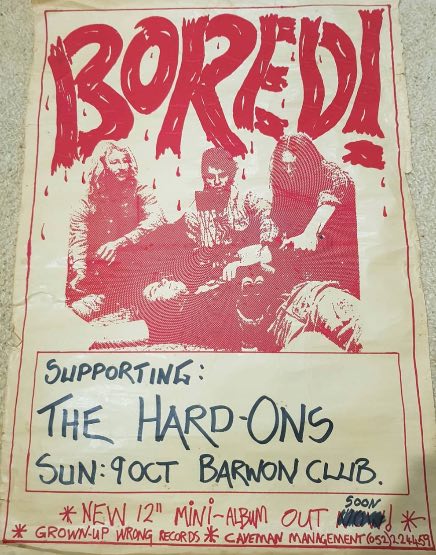 BORED!
SUPPORTING:
THE HARD-ONS
SUN: 9 OCT BARWON CLUB.
SOON
* NEW 12" MINI-ALBUM OUT !
* GROWN-UP WRONG RECORDS * CAVEMAN MANAGEMENT (052)224459